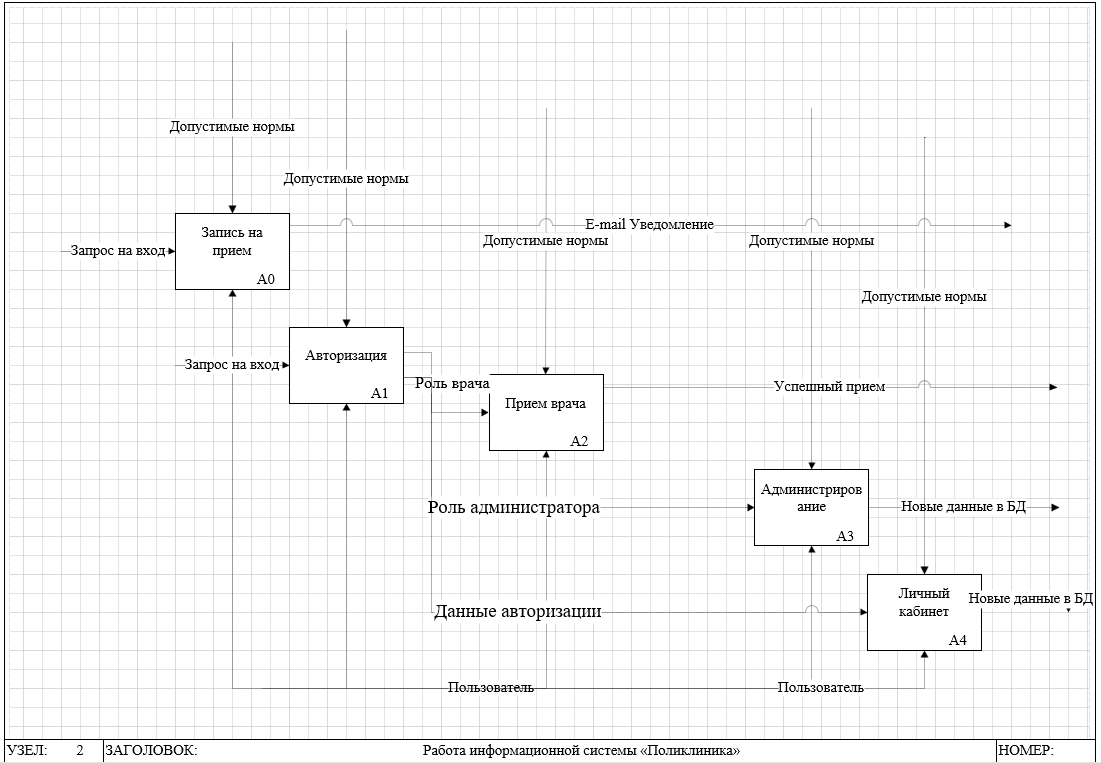 Допустимые нормы
Допустимые нормы
E-mail Уведомление
Запись на
прием
A0
Запрос на вход
Допустимые нормы
Допустимые нормы
Допустимые нормы
Авторизация
A1
Запрос на вход
Роль врача
Прием врача
A2
Успешный прием
Администриров
ание
A3
Роль администратора
Новые данные в БД
Личный
кабинет
A4
Новые данные в БД
Данные авторизации
Пользователь
Пользователь
УЗЕЛ: 2 ЗАГОЛОВОК: Работа информационной системы «Поликлиника» НОМЕР: